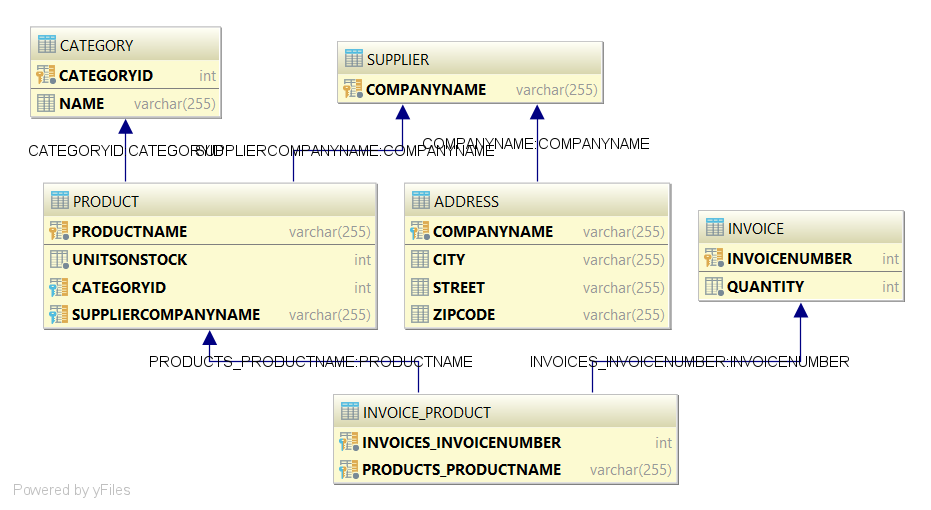 CATEGORY
CATEGORYID int
NAME varchar(255)
SUPPLIER
COMPANYNAME varchar(255)
CATEGORYID:CATEGORYID
SUPPLIERCOMPANYNAME:COMPANYNAME
COMPANYNAME:COMPANYNAME
PRODUCT
PRODUCTNAME varchar(255)
UNITSONSTOCK int
CATEGORYID int
SUPPLIERCOMPANYNAME varchar(255)
ADDRESS
COMPANYNAME varchar(255)
CITY varchar(255)
STREET varchar(255)
ZIPCODE varchar(255)
INVOICE
INVOICENUMBER int
QUANTITY int
PRODUCTS_PRODUCTNAME:PRODUCTNAME
INVOICES_INVOICENUMBER:INVOICENUMBER
INVOICE_PRODUCT
INVOICES_INVOICENUMBER int
PRODUCTS_PRODUCTNAME varchar(255)
Powered by yFiles